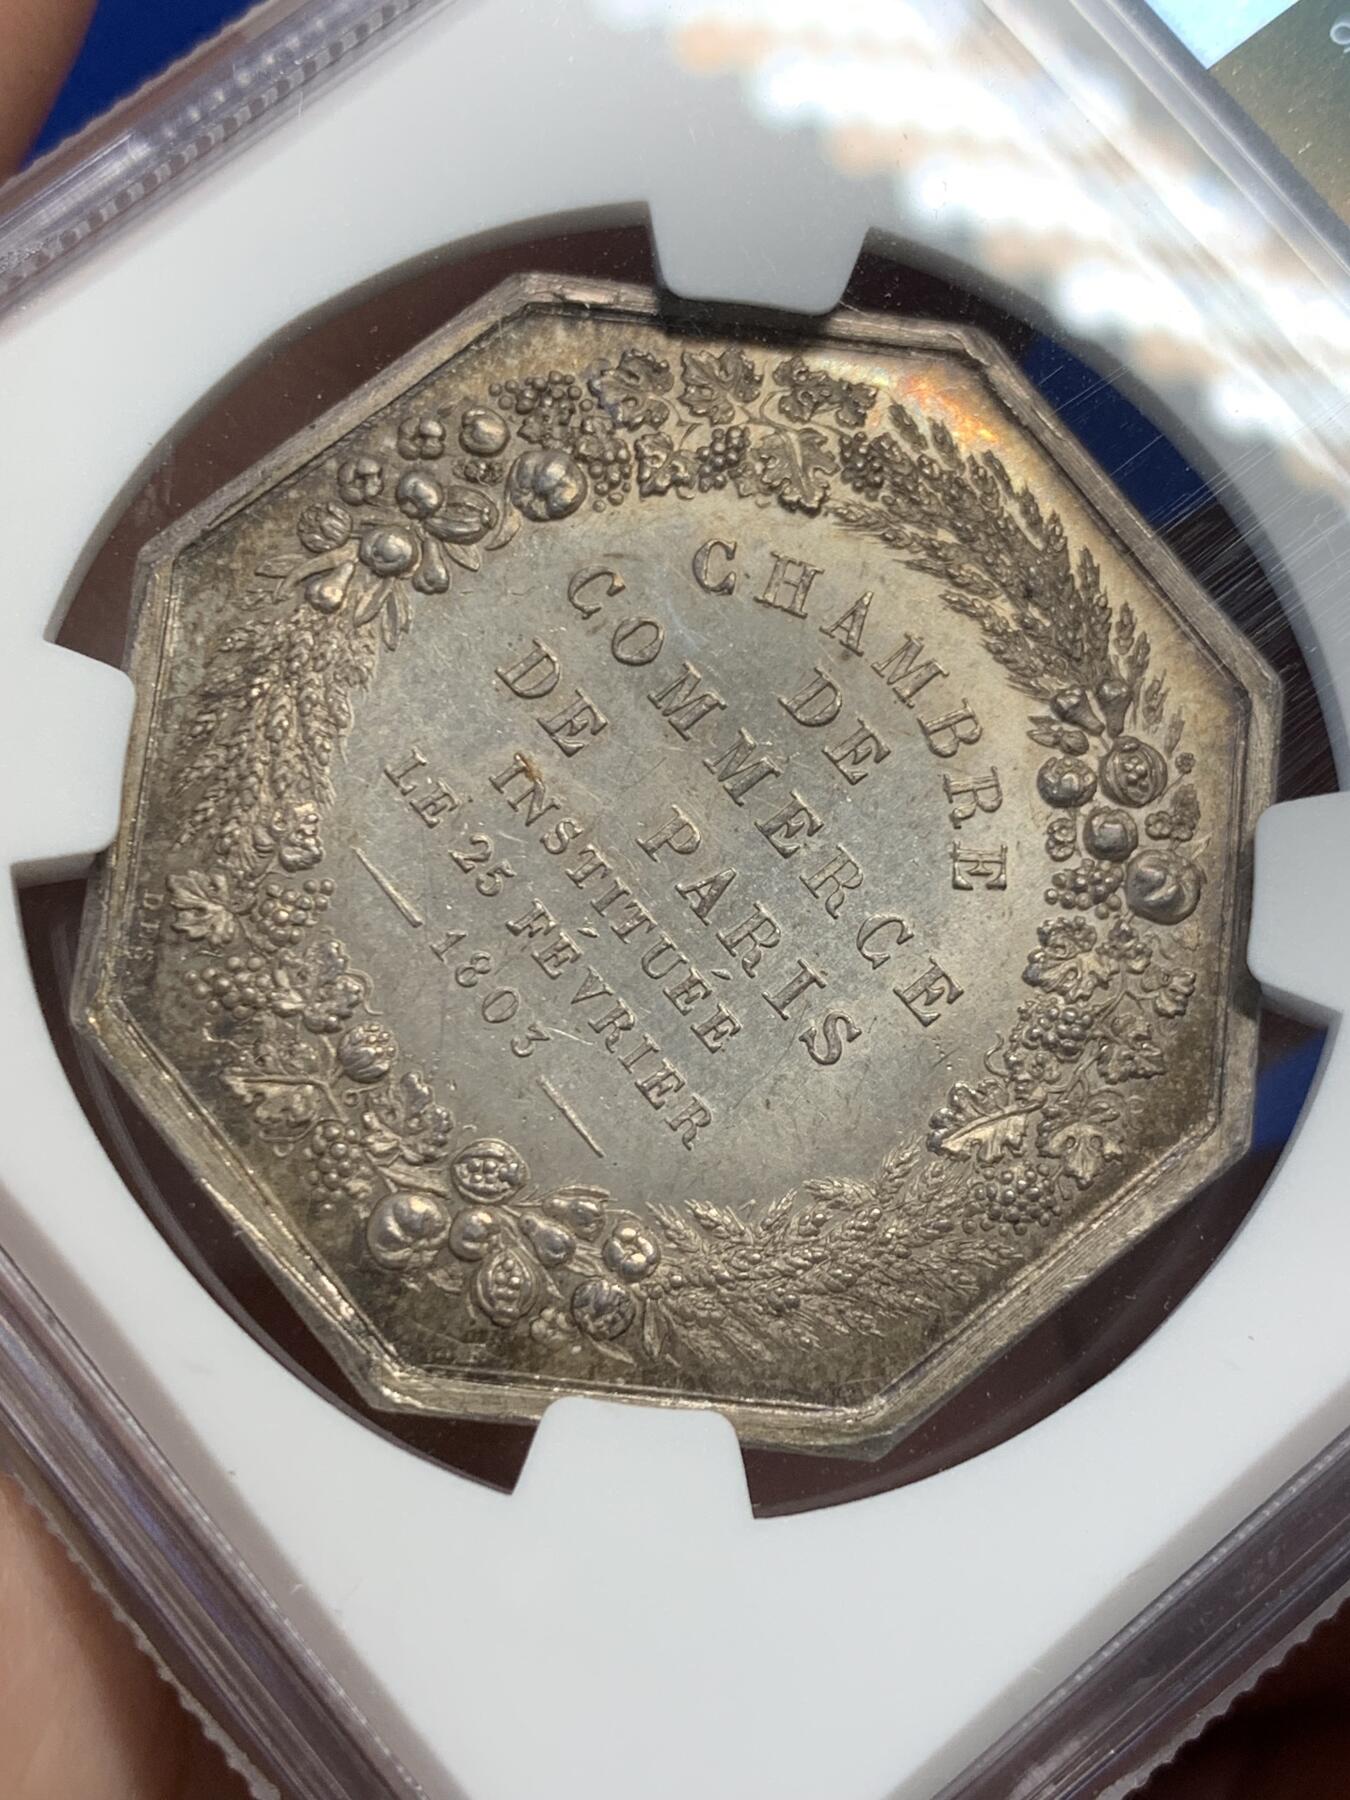 CHAMBRE
DE
COMMERCE
DE PARIS
INSTITUÉE
LE 25 FÉVRIER
1803